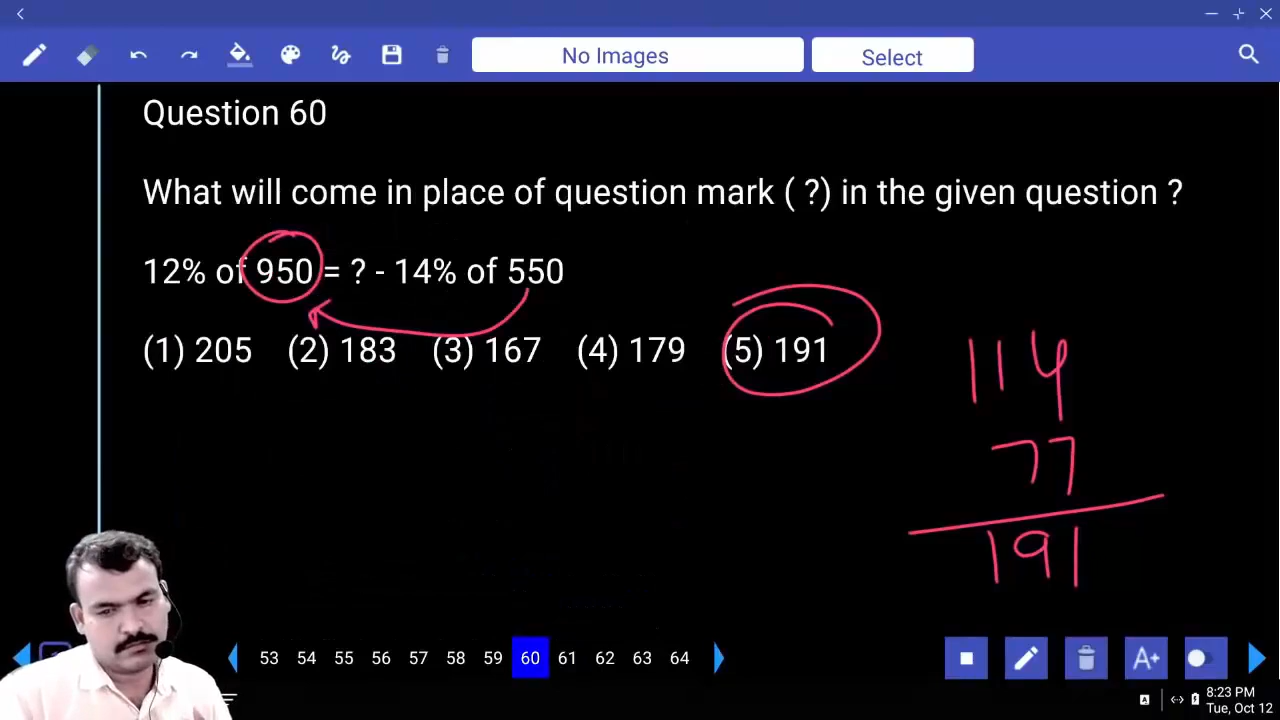 No Images
Select
Question 60
What will come in place of question mark ( ?) in the given question ?
12% of 950 = ? - 14% of 550
(1) 205 (2) 183 (3) 167 (4) 179 (5) 191
114
77
191
53 54 55 56 57 58 59 60 61 62 63 64
A+
A
8:23 PM
Tue, Oct 12